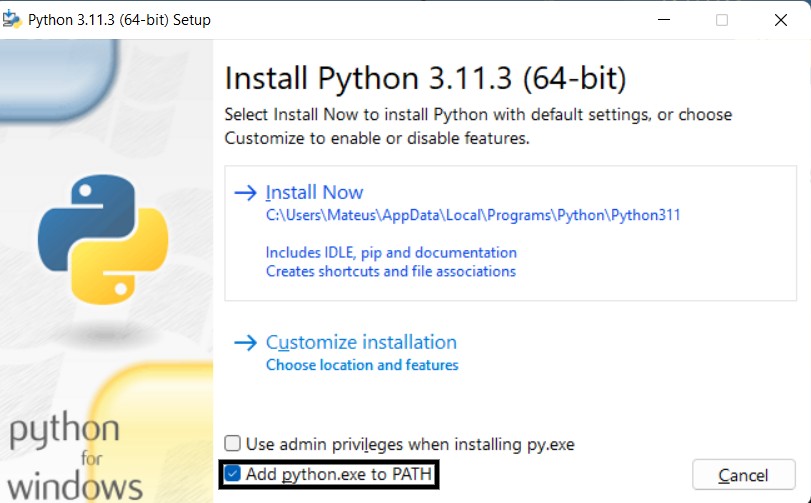 Python 3.11.3 (64-bit) Setup
Install Python 3.11.3 (64-bit)
Select Install Now to install Python with default settings, or choose
Customize to enable or disable features.
Install Now
C:\Users\Mateus\AppData\Local\Programs\Python\Python311
Includes IDLE, pip and documentation
Creates shortcuts and file associations
Customize installation
Choose location and features
python
for
windows
Use admin privileges when installing py.exe
Add python.exe to PATH
Cancel